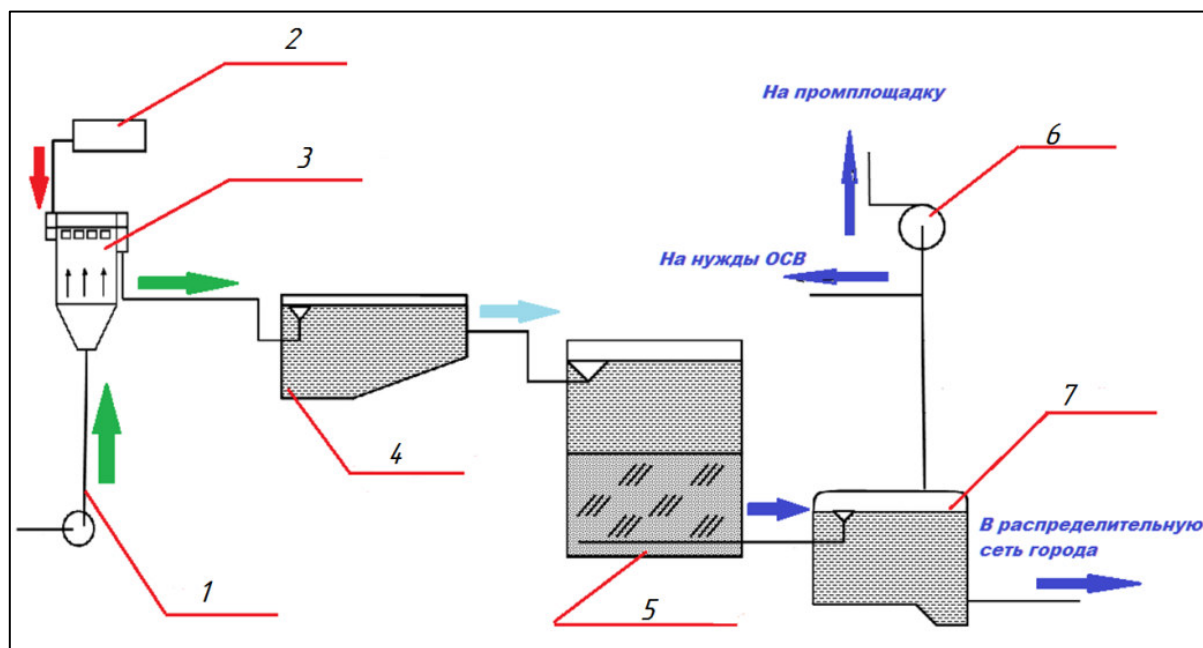 2
На промплощадку
6
3
На нужды ОСВ
7
4
В распределительную
сеть города
1
5